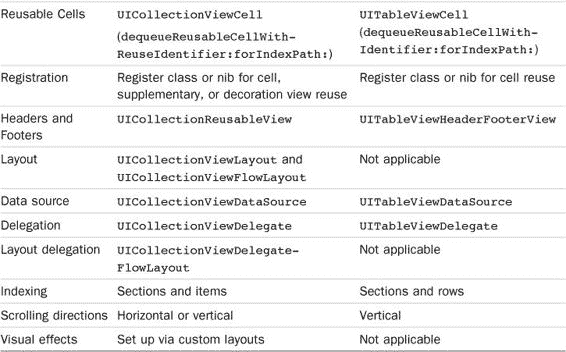 Reusable Cells UICollectionViewCell UITableViewCell
(dequeueReusableCellWith- (dequeueReusableCellWith-
ReuseIdentifier:forIndexPath:) Identifier:forIndexPath:)
Registration Register class or nib for cell, Register class or nib for cell reuse
supplementary, or decoration view reuse
Headers and UICollectionReusableView UITableViewHeaderFooterView
Footers
Layout UICollectionViewLayout and Not applicable
UICollectionViewFlowLayout
Data source UICollectionViewDataSource UITableViewDataSource
Delegation UICollectionViewDelegate UITableViewDelegate
Layout delegation UICollectionViewDelegate- Not applicable
FlowLayout
Indexing Sections and items Sections and rows
Scrolling directions Horizontal or vertical Vertical
Visual effects Set up via custom layouts Not applicable